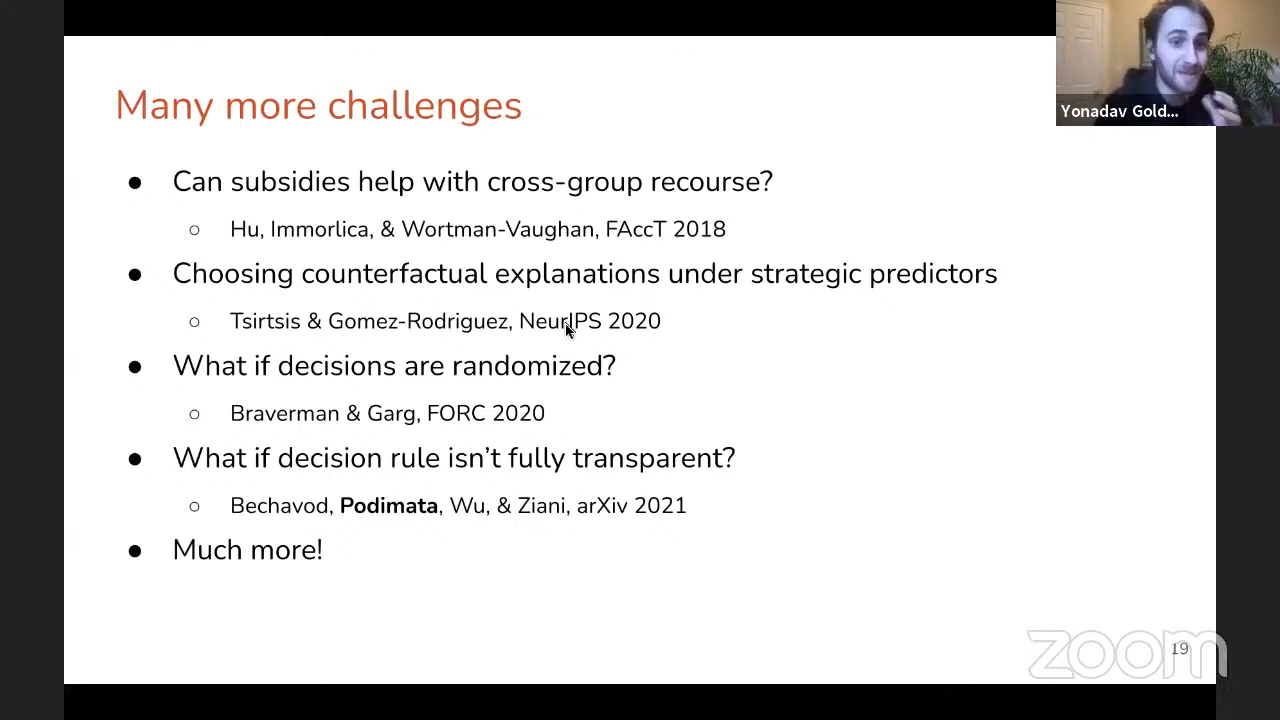 Many more challenges
Yonadav Gold...
● Can subsidies help with cross-group recourse?
○ Hu, Immorlica, & Wortman-Vaughan, FAccT 2018
● Choosing counterfactual explanations under strategic predictors
○ Tsirtsis & Gomez-Rodriguez, NeurIPS 2020
● What if decisions are randomized?
○ Braverman & Garg, FORC 2020
● What if decision rule isn’t fully transparent?
○ Bechavod, Podimata, Wu, & Ziani, arXiv 2021
● Much more!
19
zoom